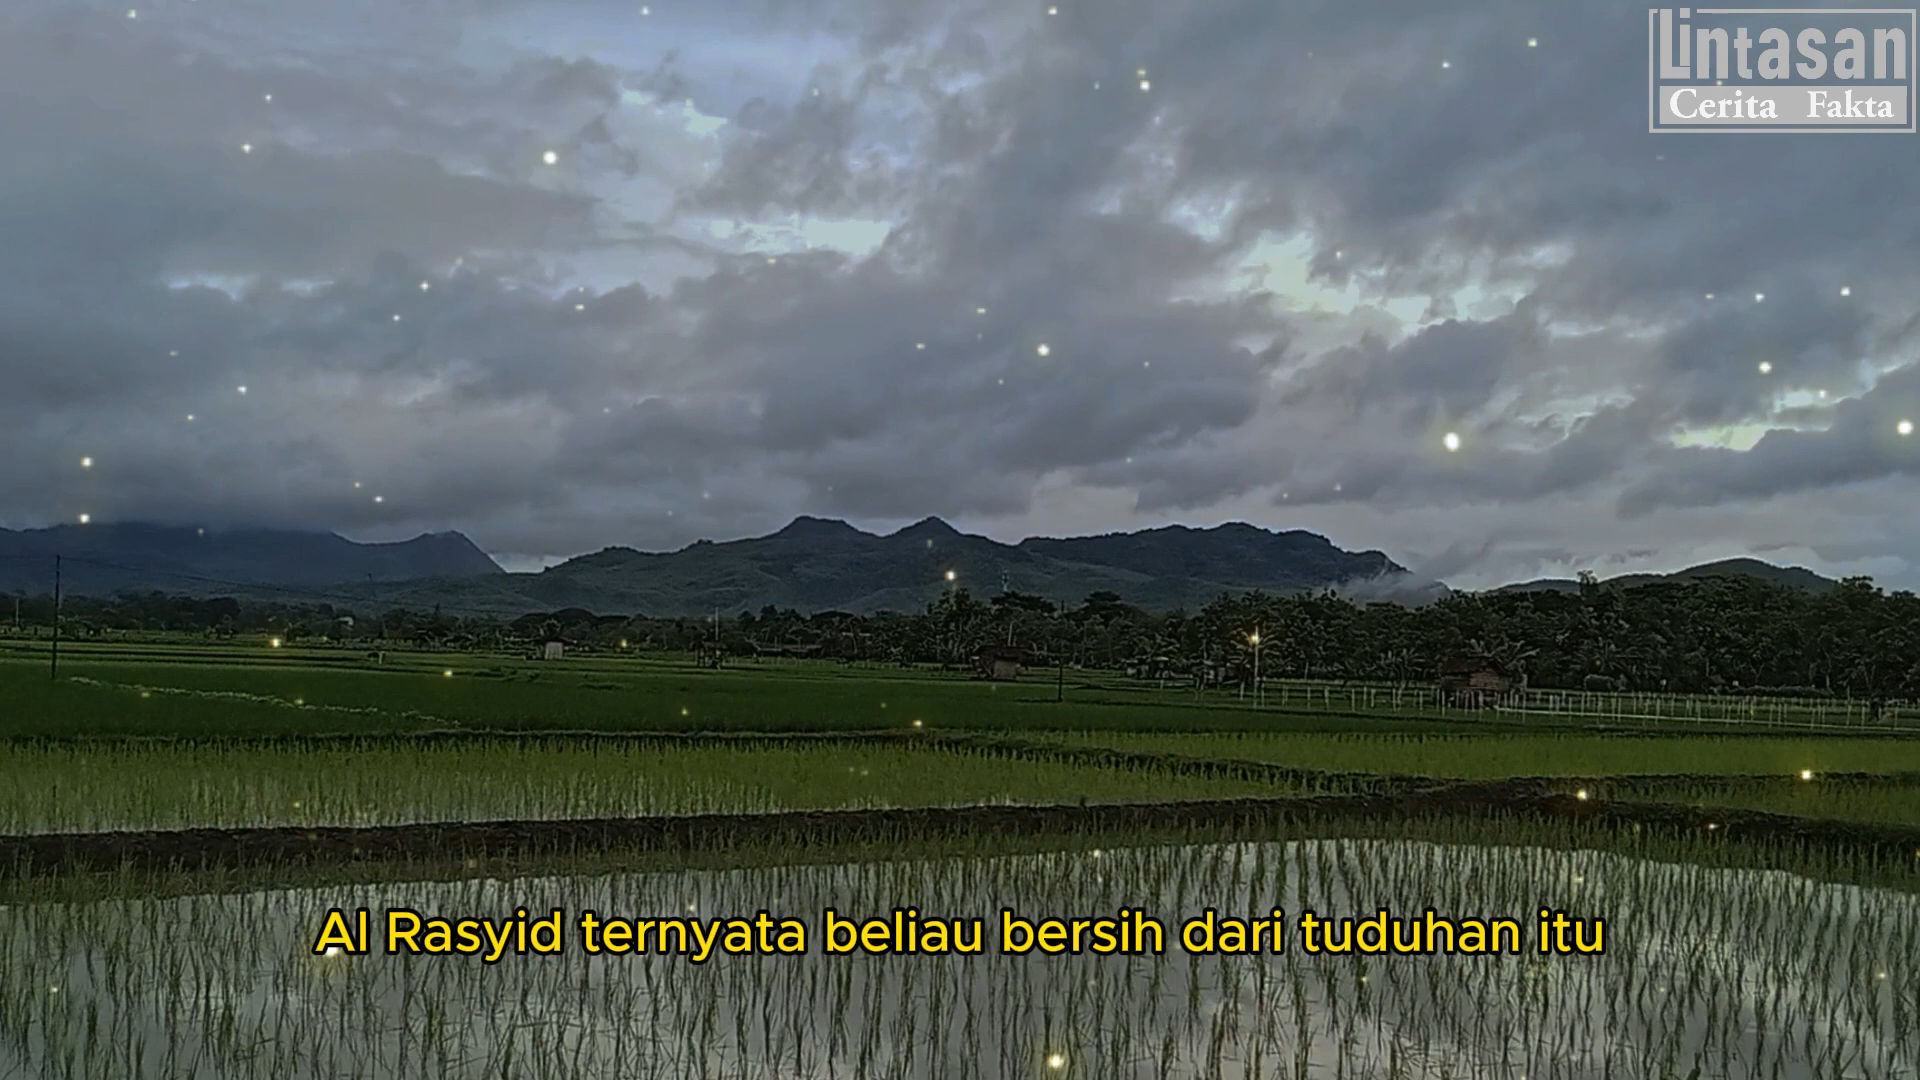 Lintasan
Cerita Fakta
Al Rasyid ternyata beliau bersih dari tuduhan itu